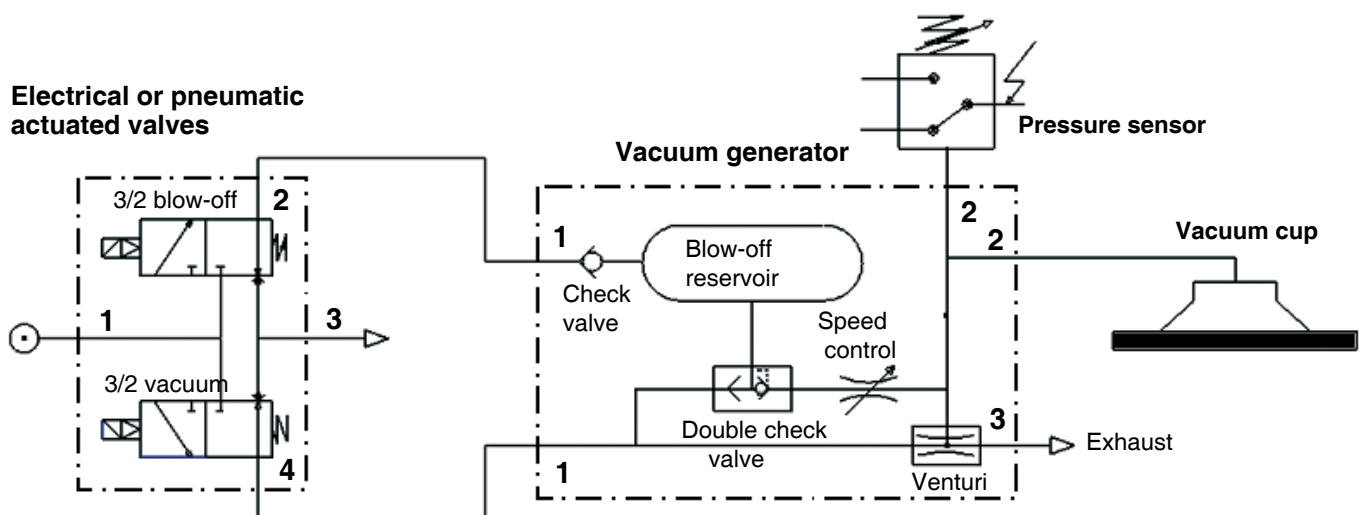 Electrical or pneumatic
actuated valves
3/2 blow-off
2
1
3
3/2 vacuum
4
Vacuum generator
1
Check
valve
Blow-off
reservoir
Speed
control
Double check
valve
1
2
2
3
Venturi
Exhaust
Pressure sensor
Vacuum cup